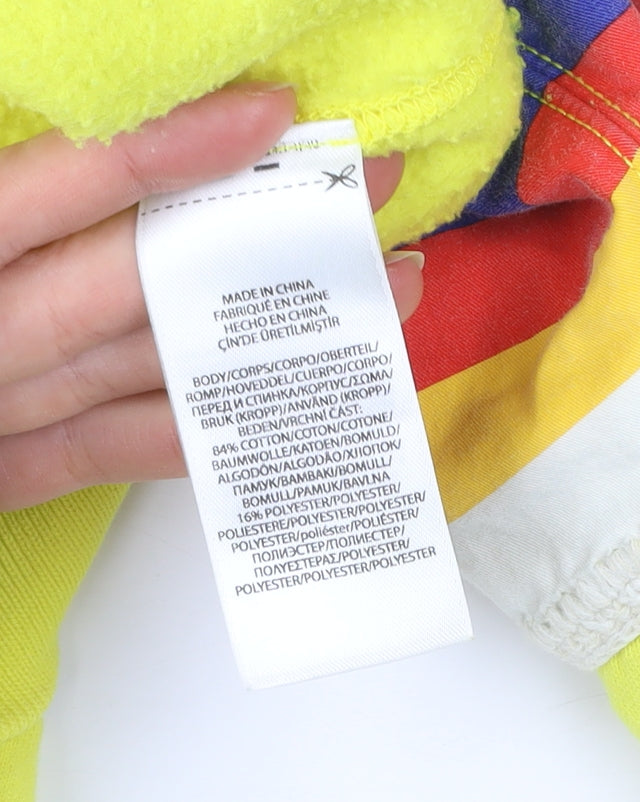 MADE IN CHINA
FABRIQUÉ EN CHINE
HECHO EN CHINA
ÇİN'DE ÜRETİLMİŞTİR
BODY/CORPS/CORPO/OBERTEIL/
ROMP/HOVEDDEL/CUERPO/CORPO/
ПЕРЕД И СПИНКА/КОРПУС/ΣΩΜΑ/
BRUK (KROPP)/ANVÄND (KROPP)/
BEDEN/VRCHNÍ ČÁST:
84% COTTON/COTON/COTONE/
BAUMWOLLE/KATOEN/BOMULD/
ALGODÓN/ALGODÃO/ХЛОПОК/
ПАМУК/ΒΑΜΒΑΚΙ/BOMULL/
BOMULL/PAMUK/BAVLNA
16% POLYESTER/POLYESTER/
POLIESTERE/POLYESTER/POLYESTER/
POLYESTER/poliéster/POLIÉSTER/
ПОЛИЭСТЕР/ПОЛИЕСТЕР/
ΠΟΛΥΕΣΤΕΡΑΣ/POLYESTER/
POLYESTER/POLYESTER/POLYESTER